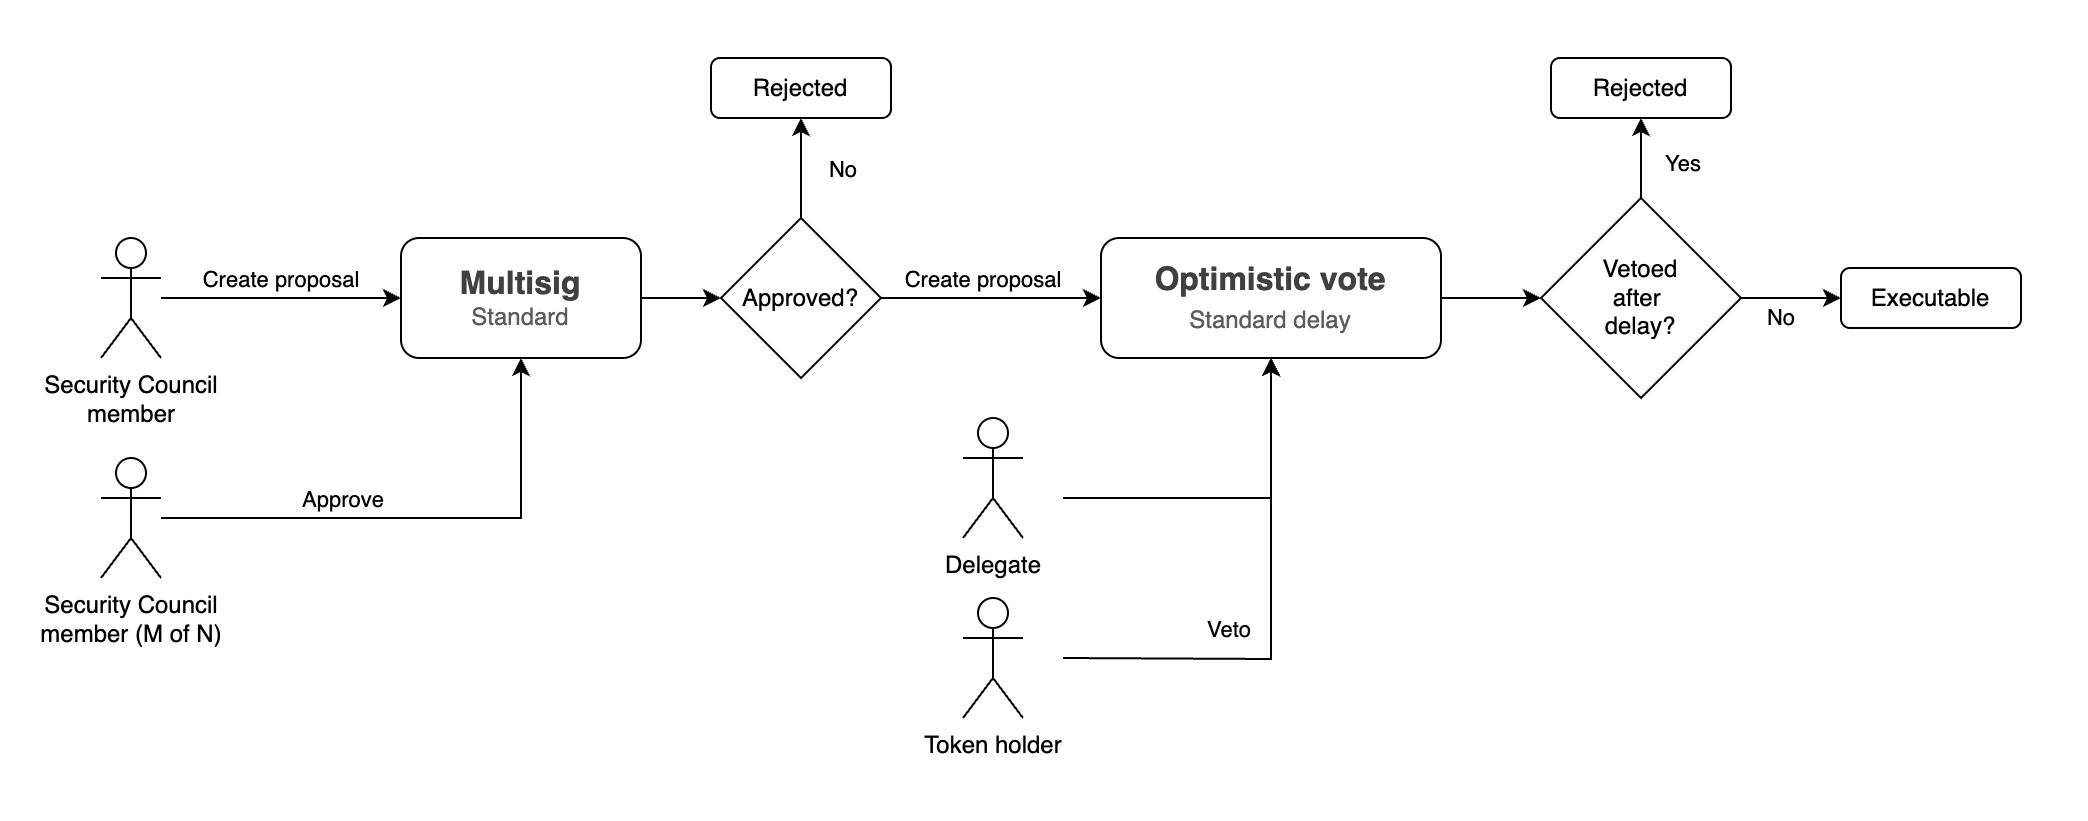 Rejected
Rejected
No
Yes
Create proposal
Multisig
Standard
Approved?
Create proposal
Optimistic vote
Standard delay
Vetoed
after
delay?
No
Executable
Security Council
member
Approve
Security Council
member (M of N)
Delegate
Veto
Token holder